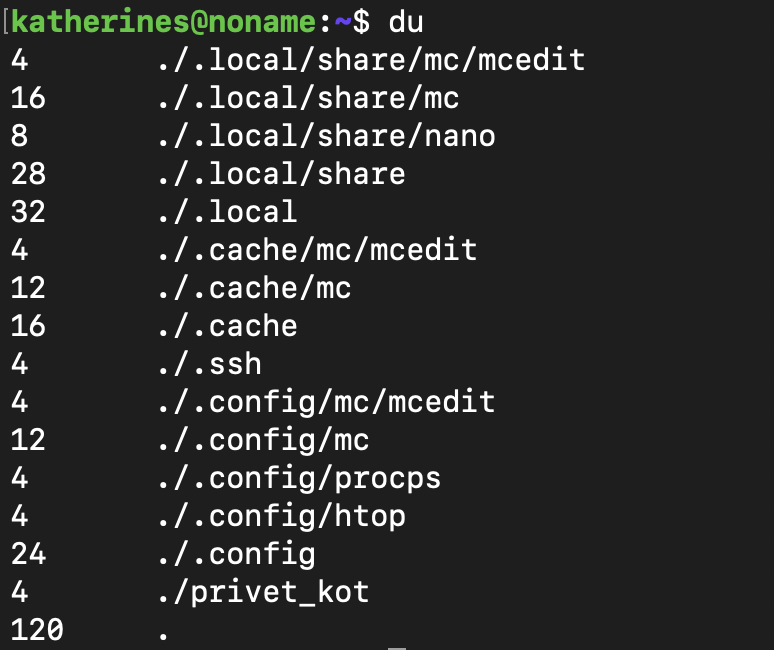 [katherines@noname:~$ du
4 ./.local/share/mc/mcedit
16 ./.local/share/mc
8 ./.local/share/nano
28 ./.local/share
32 ./.local
4 ./.cache/mc/mcedit
12 ./.cache/mc
16 ./.cache
4 ./.ssh
4 ./.config/mc/mcedit
12 ./.config/mc
4 ./.config/procps
4 ./.config/htop
24 ./.config
4 ./privet_kot
120 .